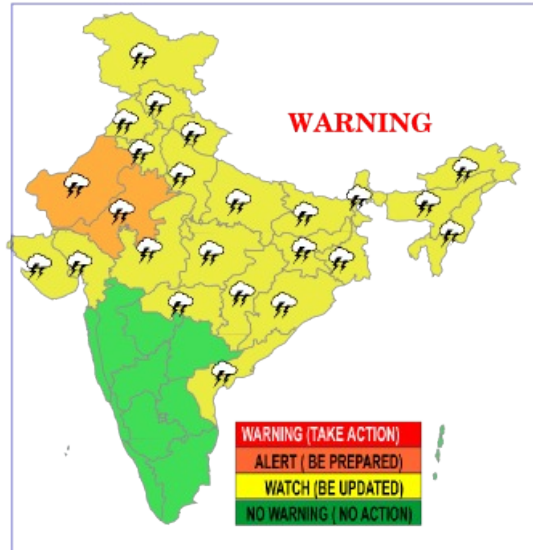 WARNING
WARNING (TAKE ACTION)
ALERT ( BE PREPARED)
WATCH (BE UPDATED)
NO WARNING ( NO ACTION)